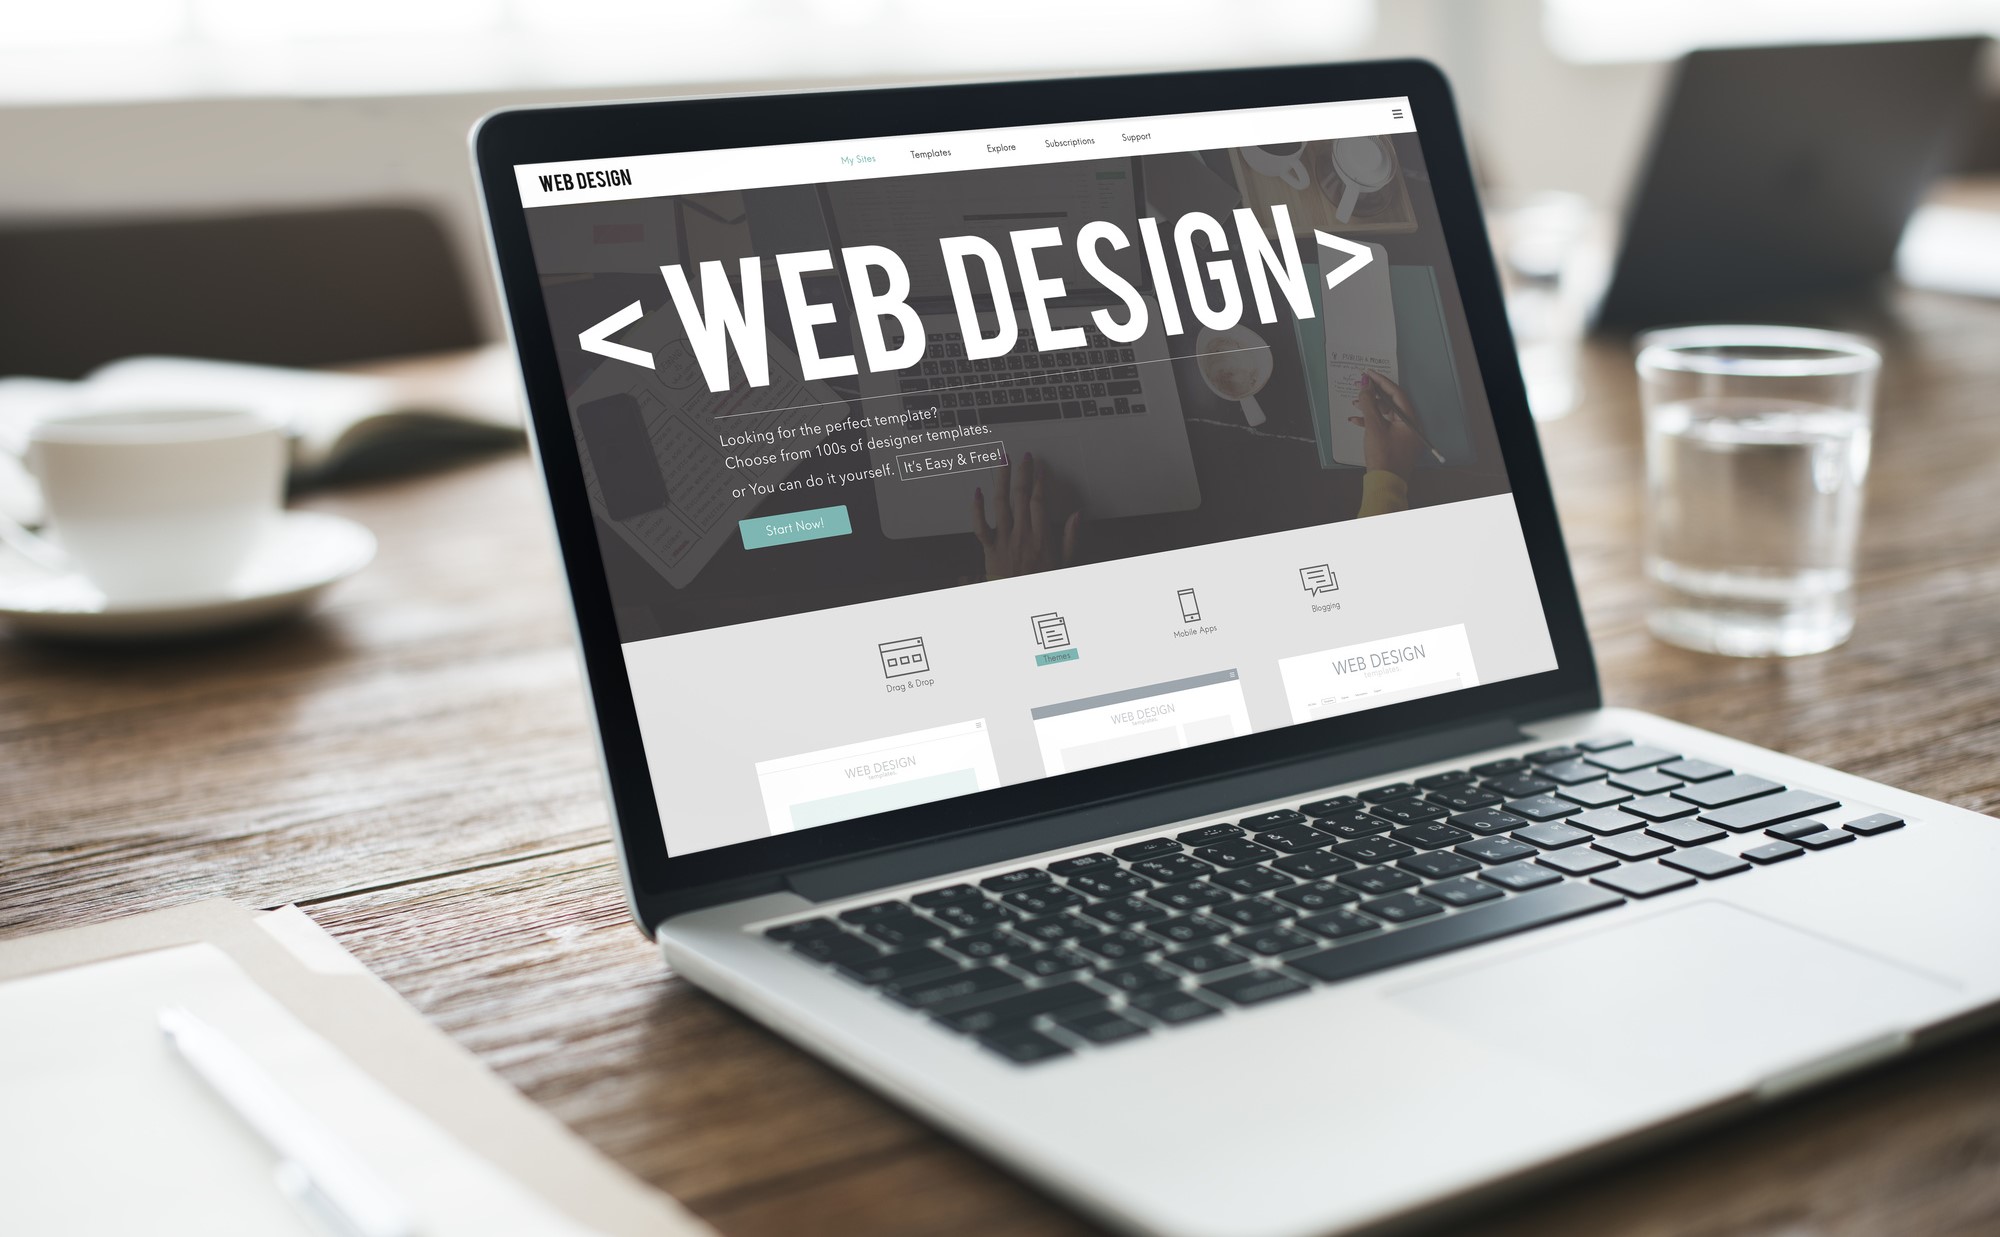 WEB DESIGN
My Sites
Templates
Explore
Subscriptions
Support
<WEB DESIGN>
Looking for the perfect template?
Choose from 100s of designer templates.
or You can do it yourself. It's Easy & Free!
Start Now!
Drag & Drop
Themes
Mobile Apps
Blogging
WEB DESIGN
templates
WEB DESIGN
templates
WEB DESIGN
templates